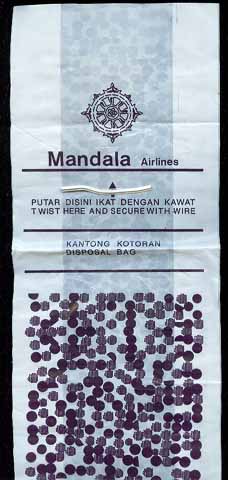 Mandala Airlines
PUTAR DISINI IKAT DENGAN KAWAT
TWIST HERE AND SECURE WITH WIRE
KANTONG KOTORAN
DISPOSAL BAG